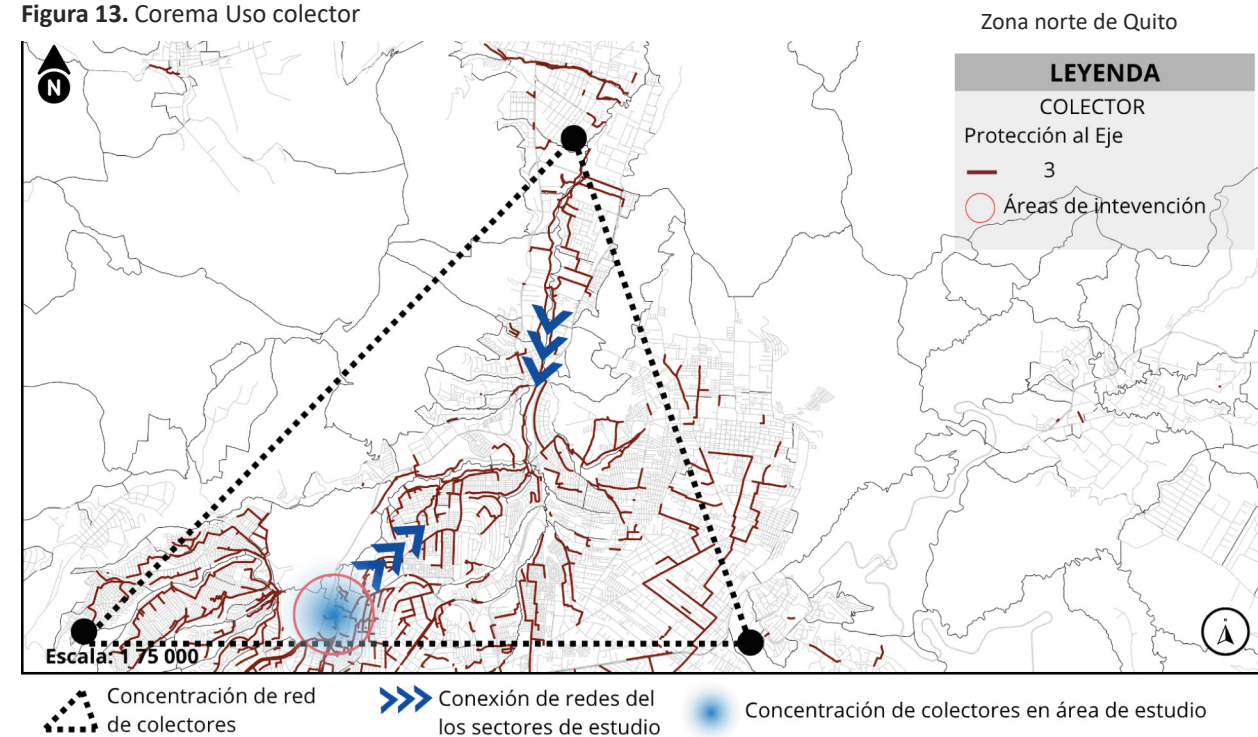 Figura 13. Corema Uso colector
Zona norte de Quito
N
LEYENDA
COLECTOR
Protección al Eje
3
Áreas de intevención
Escala: 1 75 000
Concentración de red
de colectores
Conexión de redes del
los sectores de estudio
Concentración de colectores en área de estudio